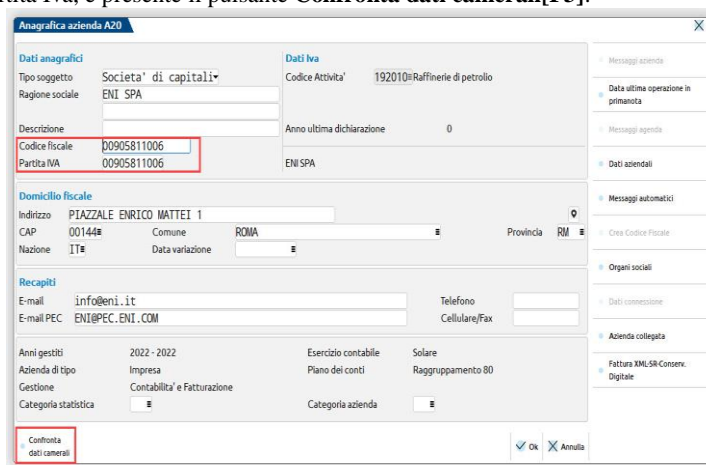 partita Iva, è presente il pulsante Confronta dati camerali[F5].
Anagrafica azienda A20
Dati anagrafici
Tipo soggetto Societa' di capitali
Ragione sociale ENI SPA
Descrizione
Codice fiscale 00905811006
Partita IVA 00905811006
Dati Iva
Codice Attivita' 192010 Raffinerie di petrolio
Anno ultima dichiarazione 0
ENI SPA
Domicilio fiscale
Indirizzo PIAZZALE ENRICO MATTEI 1
CAP 00144 Comune ROMA Provincia RM
Nazione IT Data variazione
Recapiti
E-mail info@eni.it Telefono
E-mail PEC ENI@PEC.ENI.COM Cellulare/Fax
Anni gestiti 2022 - 2022 Esercizio contabile Solare
Azienda di tipo Impresa Piano dei conti Raggruppamento 80
Gestione Contabilita' e Fatturazione
Categoria statistica Categoria azienda
Confronta
dati camerali
Ok Annulla
Messaggi azienda
Data ultima operazione in
primanota
Messaggi agenda
Dati aziendali
Messaggi automatici
Crea Codice Fiscale
Organi sociali
Dati connessione
Azienda collegata
Fattura XML-SR-Conserv.
Digitale